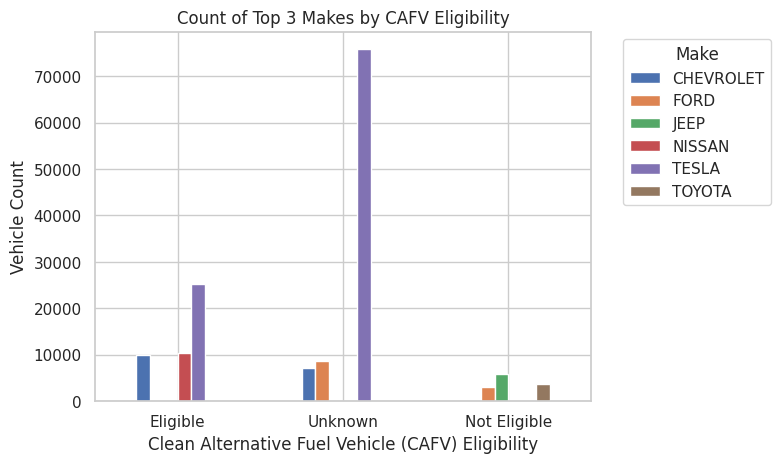 Count of Top 3 Makes by CAFV Eligibility
Vehicle Count
70000
60000
50000
40000
30000
20000
10000
0
Eligible
Unknown
Not Eligible
Clean Alternative Fuel Vehicle (CAFV) Eligibility
Make
CHEVROLET
FORD
JEEP
NISSAN
TESLA
TOYOTA